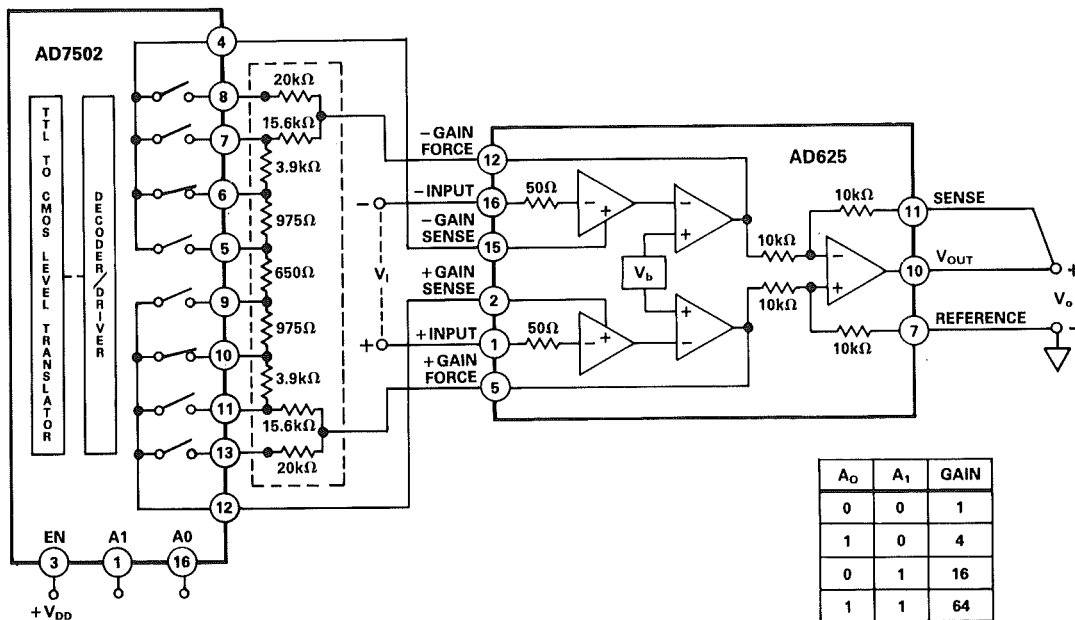 AD7502
TTL TO CMOS LEVEL TRANSLATOR
DECODER/DRIVER
4
8
7
6
5
9
10
11
13
12
20kΩ
15.6kΩ
3.9kΩ
975Ω
650Ω
975Ω
3.9kΩ
15.6kΩ
20kΩ
EN
A1
A0
3
1
16
+VDD
AD625
−GAIN
FORCE
12
−INPUT
16
−GAIN
SENSE
15
+GAIN
SENSE
2
+INPUT
1
+GAIN
FORCE
5
−
VI
+
50Ω
−
+
−
+
Vb
50Ω
−
+
+
−
10kΩ
10kΩ
10kΩ
10kΩ
−
+
11
SENSE
10
VOUT
7
REFERENCE
+
Vo
−
AO A1 GAIN
0 0 1
1 0 4
0 1 16
1 1 64